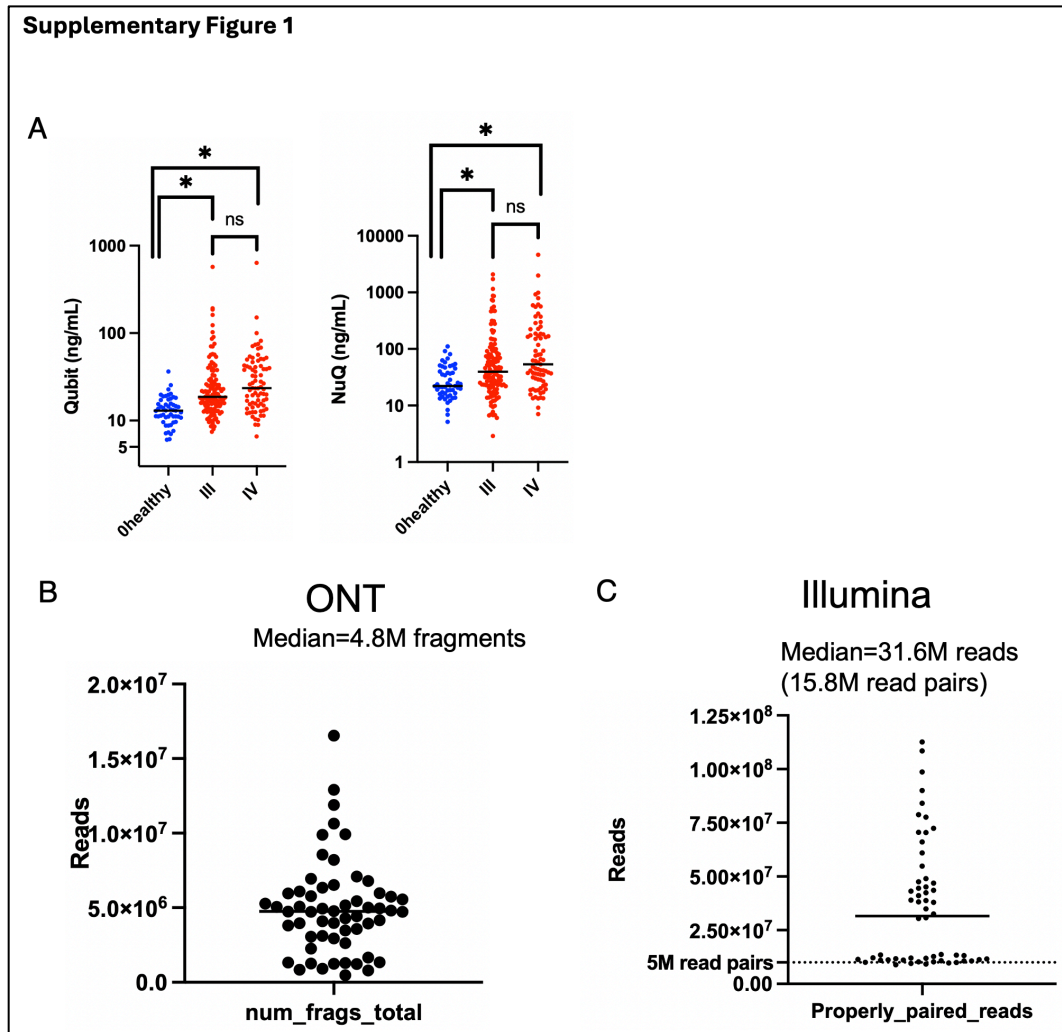 Supplementary Figure 1
A
*
*
ns
1000
100
10
5
Qubit (ng/mL)
0healthy
III
IV
*
*
ns
10000
1000
100
10
1
NuQ (ng/mL)
0healthy
III
IV
B
ONT
Median=4.8M fragments
2.0×10⁷
1.5×10⁷
1.0×10⁷
5.0×10⁶
0.0
Reads
num_frags_total
C
Illumina
Median=31.6M reads
(15.8M read pairs)
1.25×10⁸
1.00×10⁸
7.50×10⁷
5.00×10⁷
2.50×10⁷
5M read pairs
0.00
Reads
Properly_paired_reads